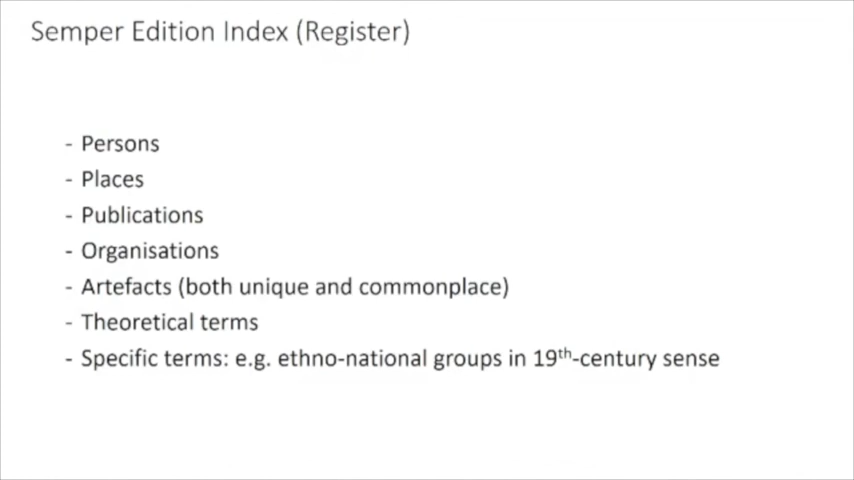 Semper Edition Index (Register)
- Persons
- Places
- Publications
- Organisations
- Artefacts (both unique and commonplace)
- Theoretical terms
- Specific terms: e.g. ethno-national groups in 19th-century sense